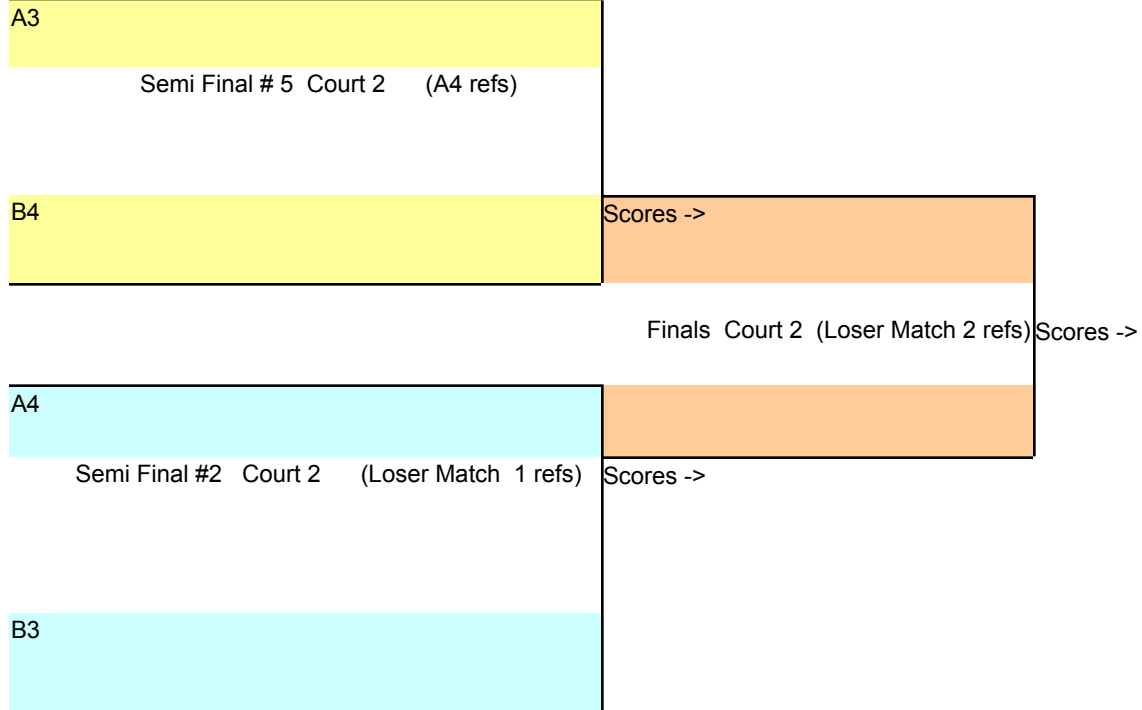 A3
Semi Final # 5 Court 2 (A4 refs)
B4
Scores ->
Finals Court 2 (Loser Match 2 refs)
Scores ->
A4
Semi Final #2 Court 2 (Loser Match 1 refs)
Scores ->
B3